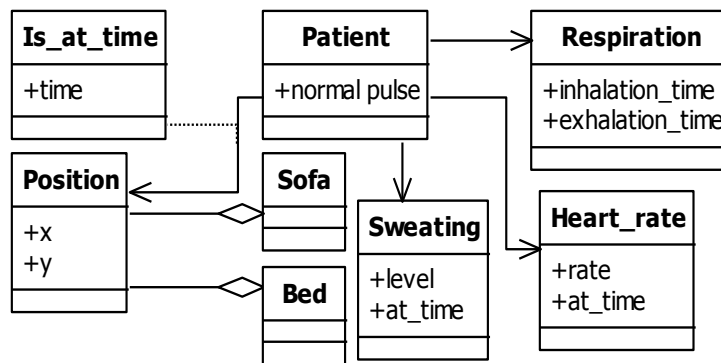 Is_at_time
+time
Patient
+normal pulse
Respiration
+inhalation_time
+exhalation_time
Position
+x
+y
Sofa
Bed
Sweating
+level
+at_time
Heart_rate
+rate
+at_time